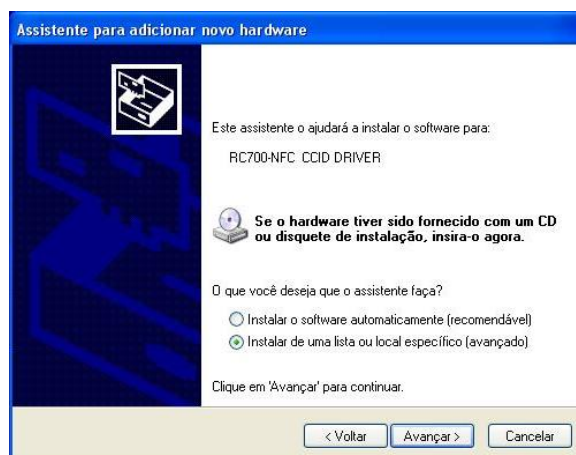 Assistente para adicionar novo hardware
Este assistente o ajudará a instalar o software para:
RC700-NFC CCID DRIVER
Se o hardware tiver sido fornecido com um CD
ou disquete de instalação, insira-o agora.
O que você deseja que o assistente faça?
Instalar o software automaticamente (recomendável)
Instalar de uma lista ou local específico (avançado)
Clique em 'Avançar' para continuar.
< Voltar Avançar > Cancelar